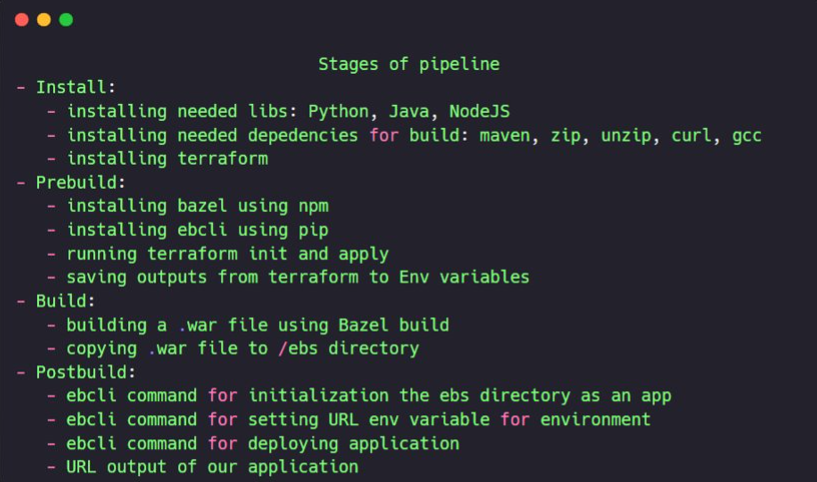 Stages of pipeline
- Install:
- installing needed libs: Python, Java, NodeJS
- installing needed depedencies for build: maven, zip, unzip, curl, gcc
- installing terraform
- Prebuild:
- installing bazel using npm
- installing ebcli using pip
- running terraform init and apply
- saving outputs from terraform to Env variables
- Build:
- building a .war file using Bazel build
- copying .war file to /ebs directory
- Postbuild:
- ebcli command for initialization the ebs directory as an app
- ebcli command for setting URL env variable for environment
- ebcli command for deploying application
- URL output of our application